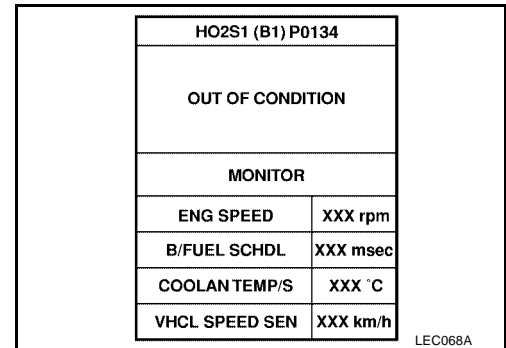 HO2S1 (B1) P0134
OUT OF CONDITION
MONITOR
ENG SPEED XXX rpm
B/FUEL SCHDL XXX msec
COOLAN TEMP/S XXX °C
VHCL SPEED SEN XXX km/h
LEC068A